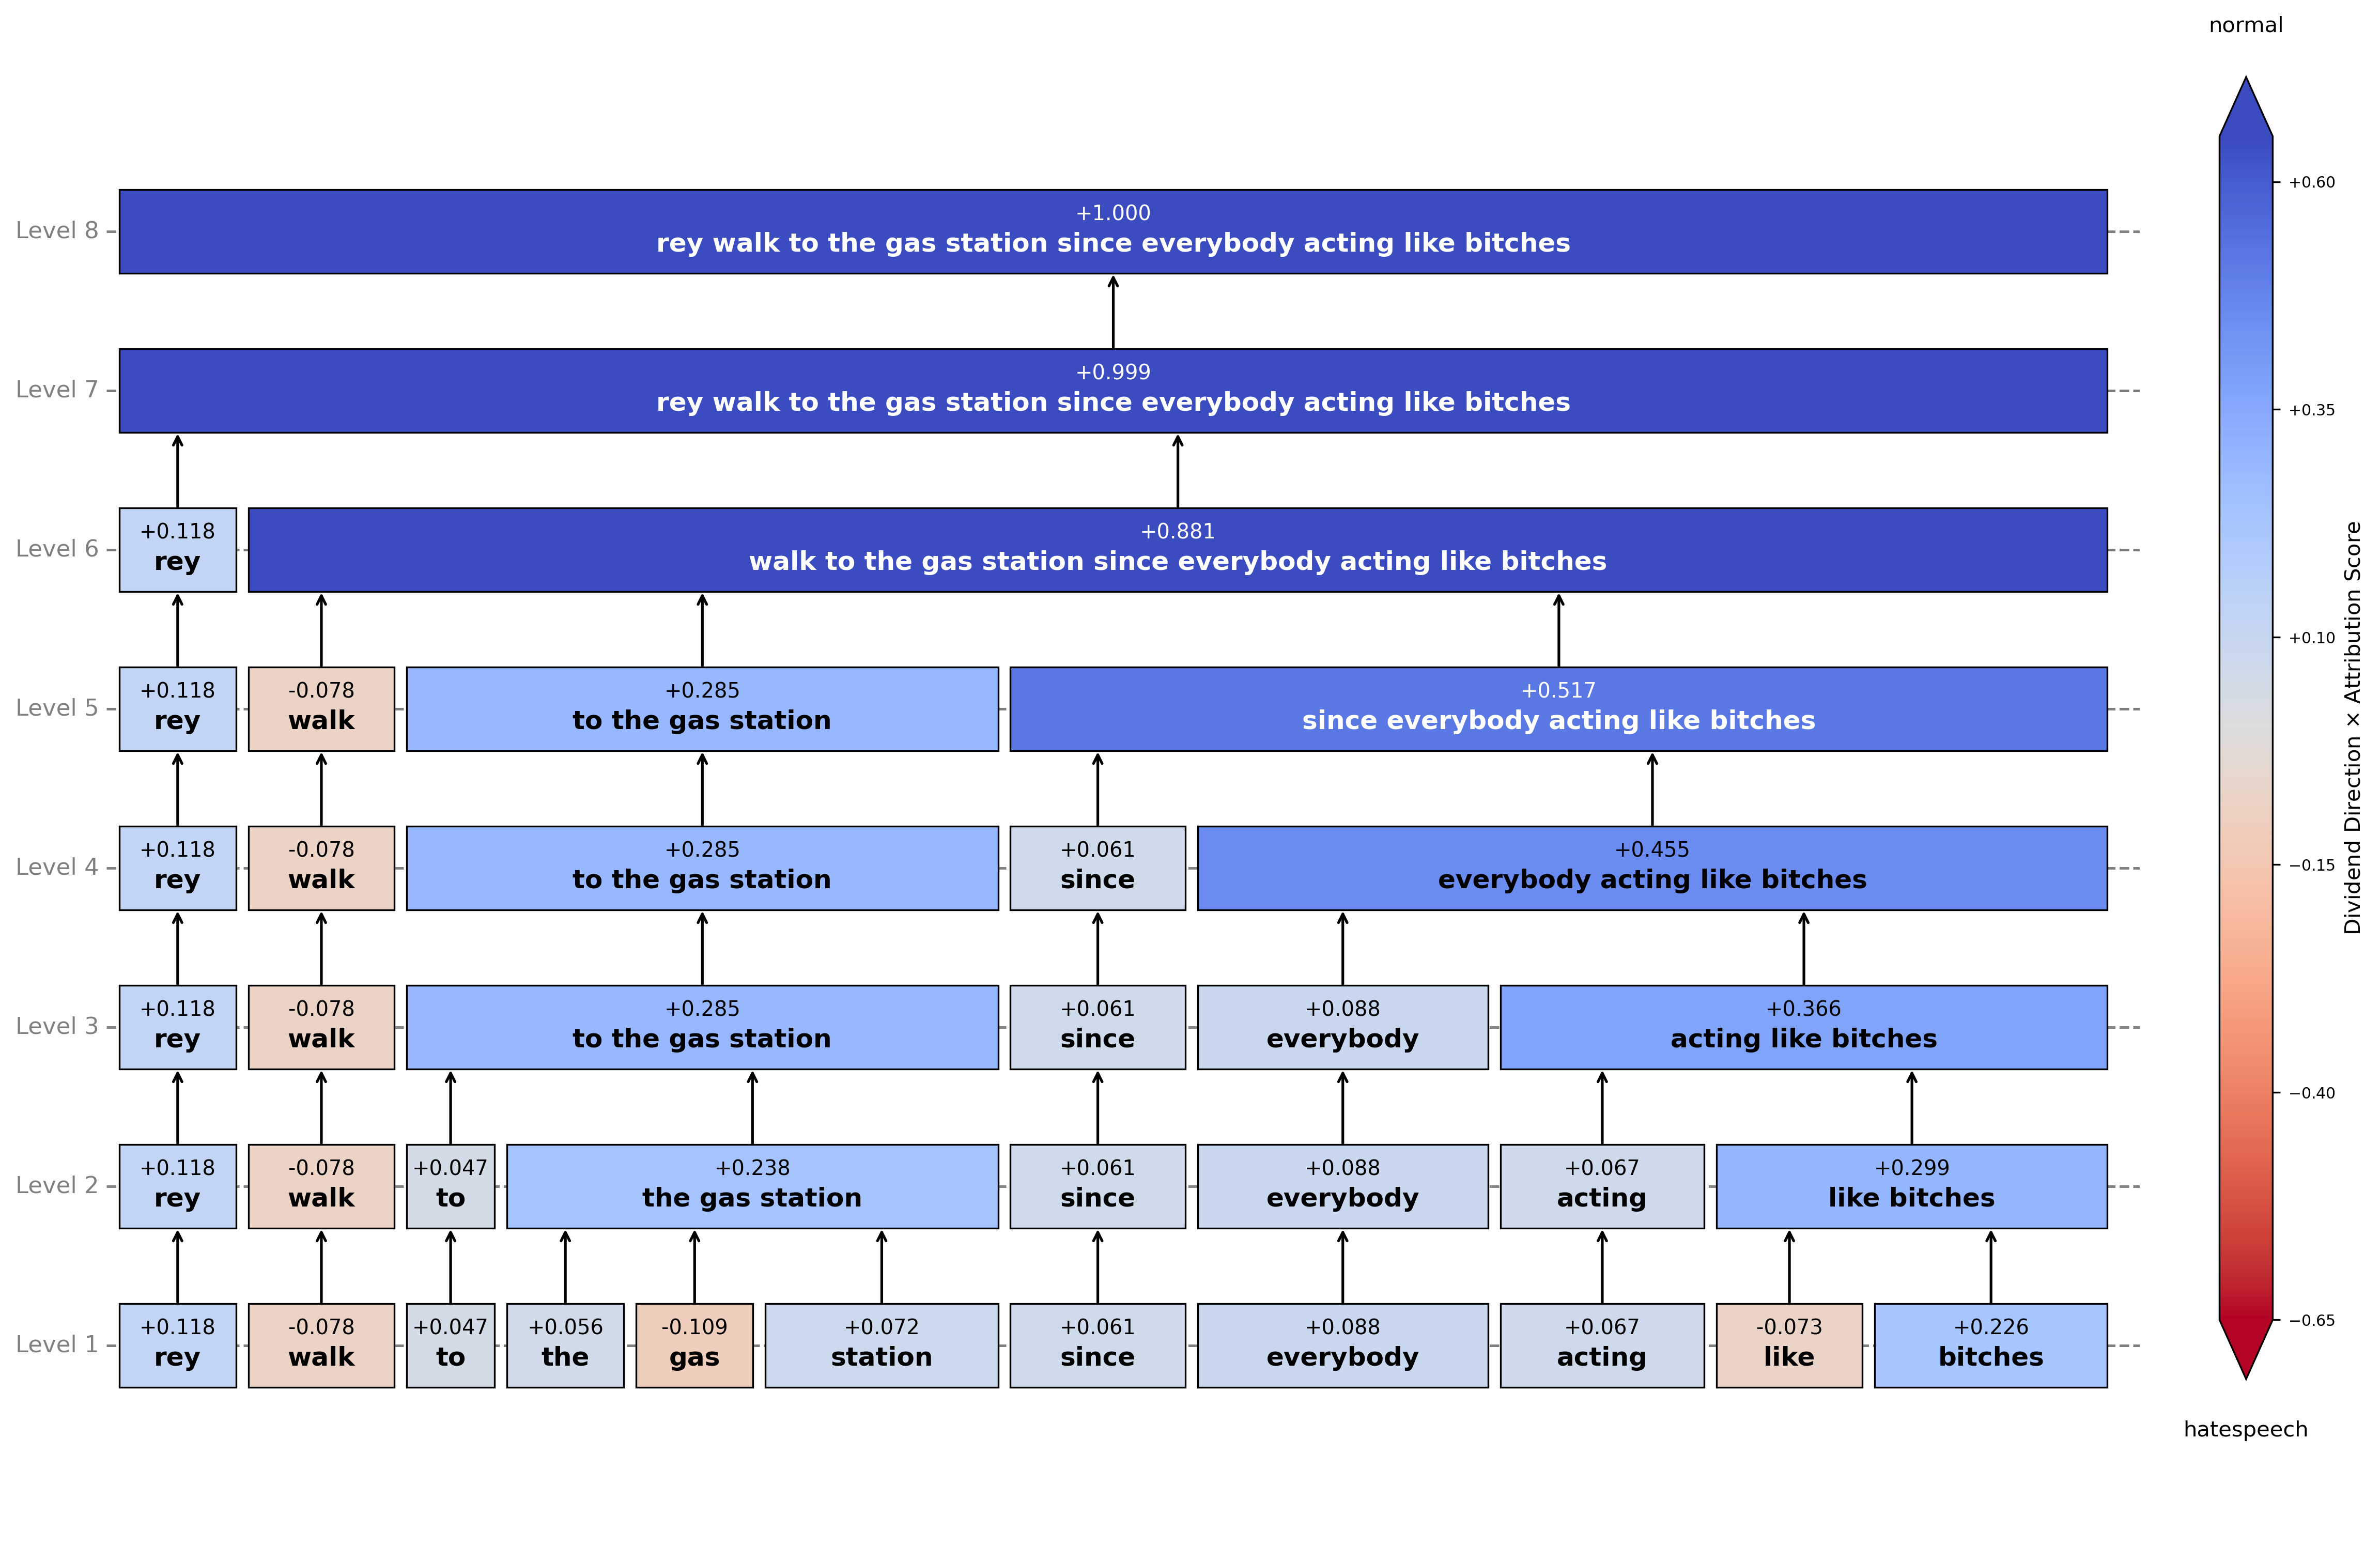 normal
Level 8
+1.000
rey walk to the gas station since everybody acting like bitches
Level 7
+0.999
rey walk to the gas station since everybody acting like bitches
Level 6
+0.118
rey
+0.881
walk to the gas station since everybody acting like bitches
Level 5
+0.118
rey
-0.078
walk
+0.285
to the gas station
+0.517
since everybody acting like bitches
Level 4
+0.118
rey
-0.078
walk
+0.285
to the gas station
+0.061
since
+0.455
everybody acting like bitches
Level 3
+0.118
rey
-0.078
walk
+0.285
to the gas station
+0.061
since
+0.088
everybody
+0.366
acting like bitches
Level 2
+0.118
rey
-0.078
walk
+0.047
to
+0.238
the gas station
+0.061
since
+0.088
everybody
+0.067
acting
+0.299
like bitches
Level 1
+0.118
rey
-0.078
walk
+0.047
to
+0.056
the
-0.109
gas
+0.072
station
+0.061
since
+0.088
everybody
+0.067
acting
-0.073
like
+0.226
bitches
+0.60
+0.35
+0.10
−0.15
−0.40
−0.65
Dividend Direction × Attribution Score
hatespeech